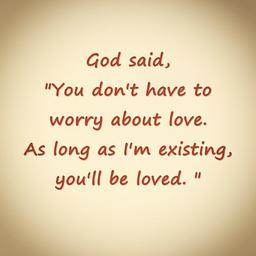 God said,
"You don't have to
worry about love.
As long as I'm existing,
you'll be loved. "